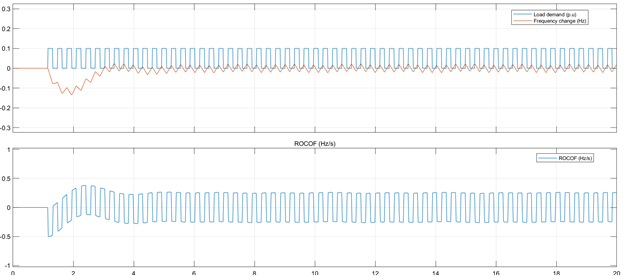 0.3
Load demand (p.u)
Frequency change (Hz)
0.2
0.1
0
-0.1
-0.2
-0.3
ROCOF (Hz/s)
1
ROCOF (Hz/s)
0.5
0
-0.5
-1
0 2 4 6 8 10 12 14 16 18 20